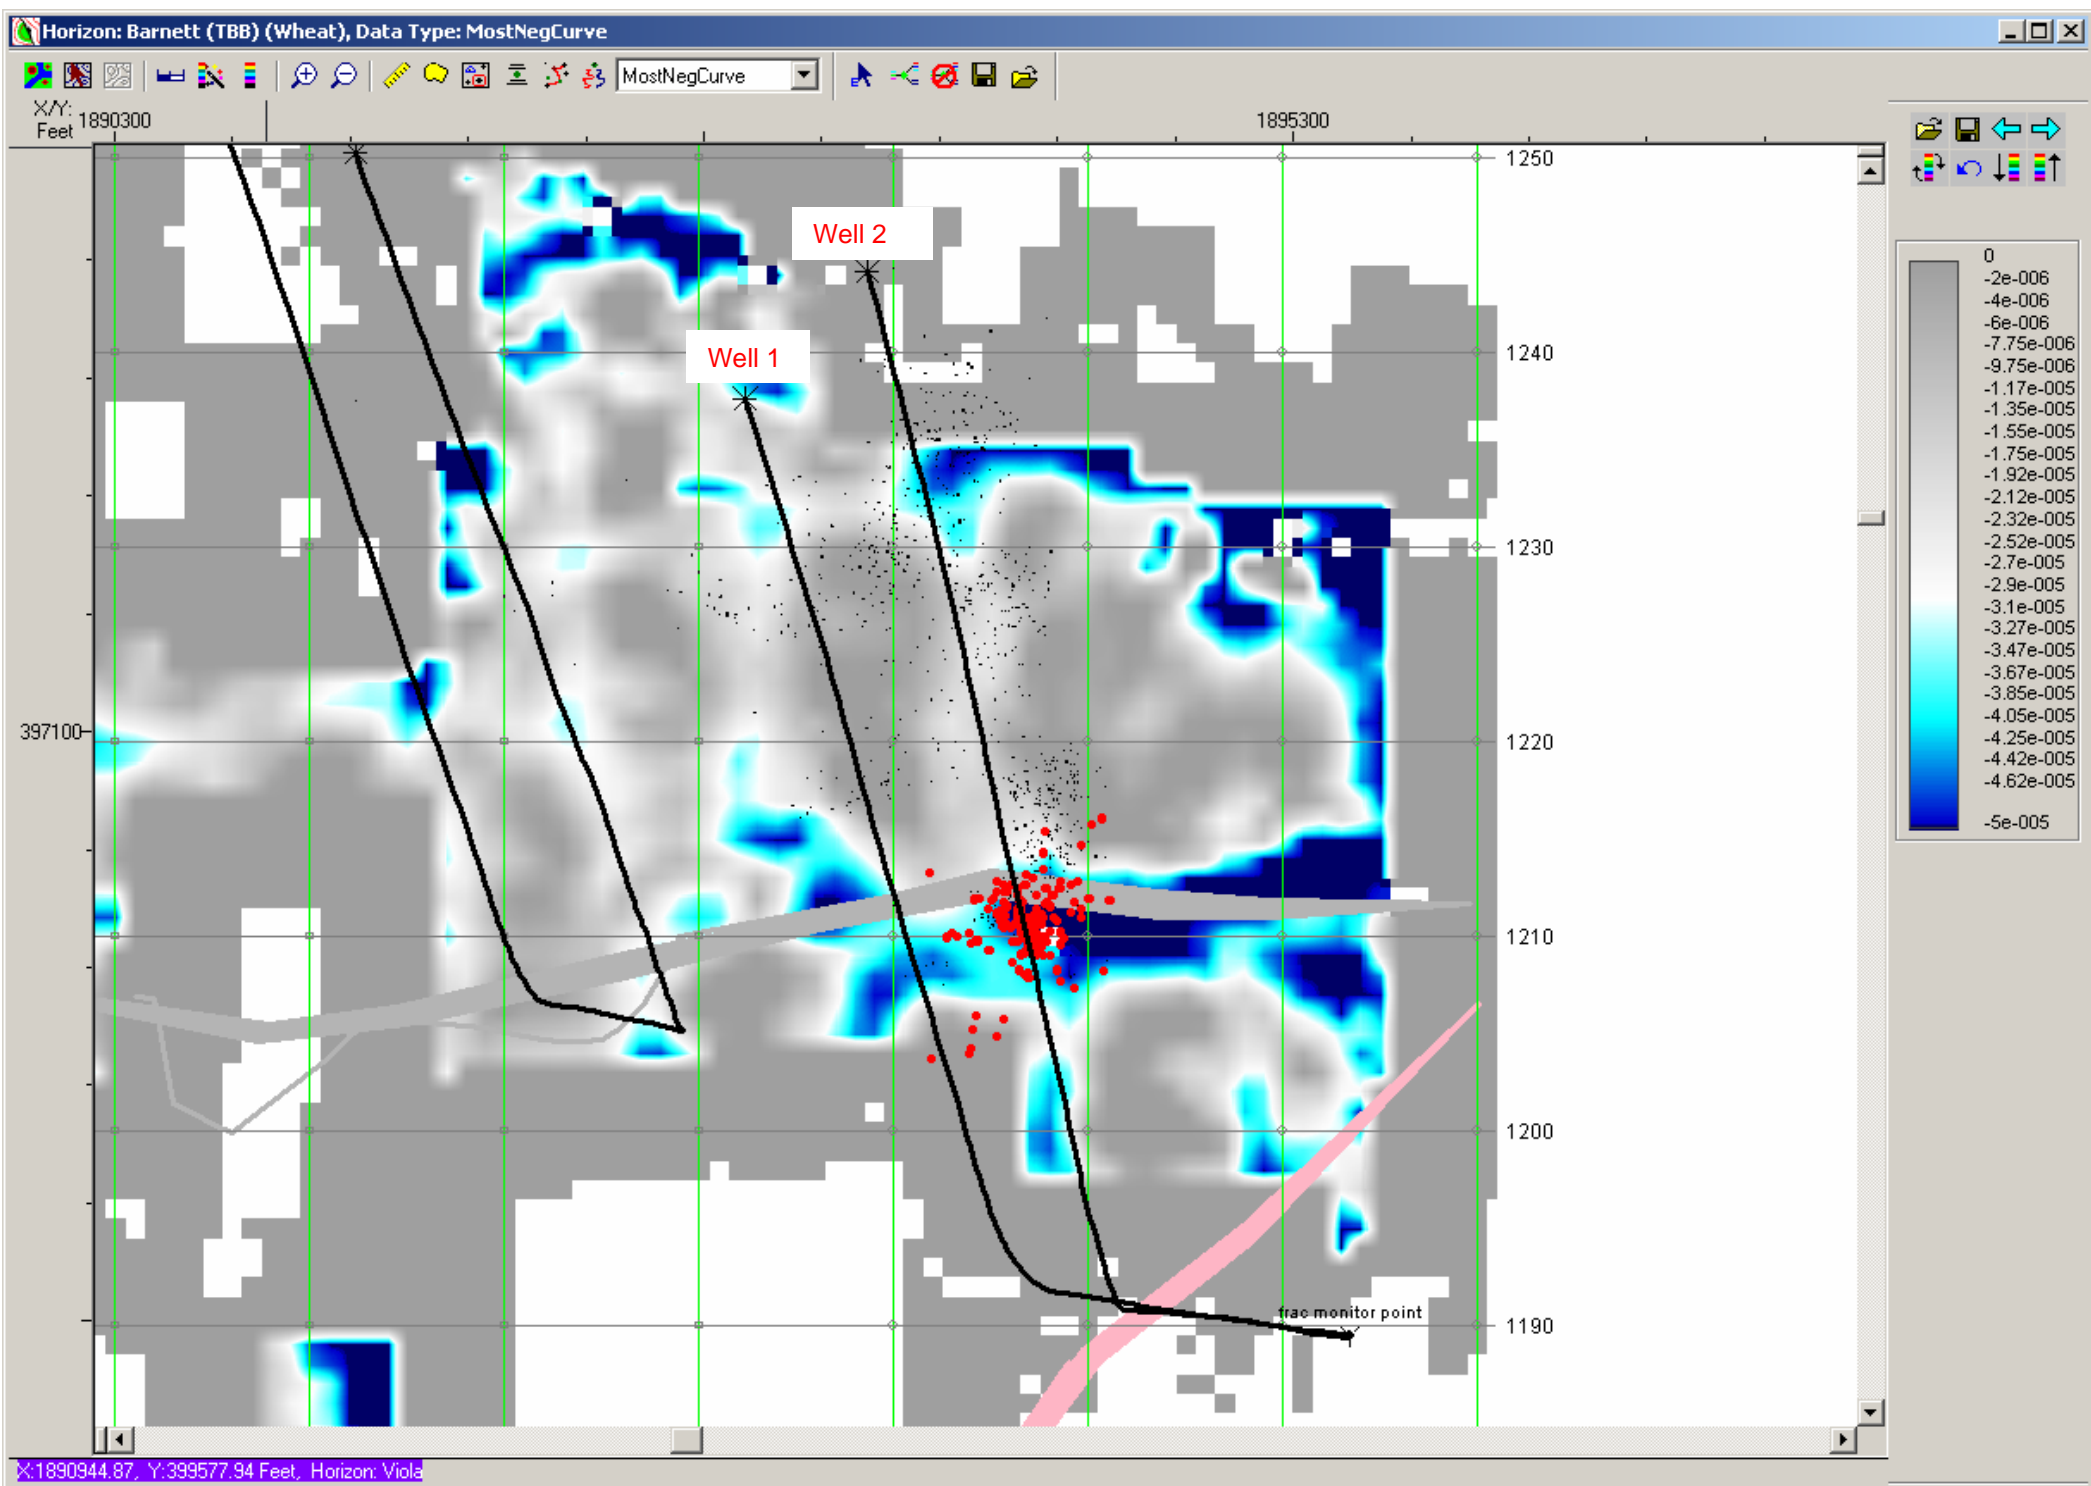 Horizon: Barnett (TBB) (Wheat), Data Type: MostNegCurve
MostNegCurve
X/Y:
Feet
1890300
1895300
397100
Well 2
Well 1
frac monitor point
1250
1240
1230
1220
1210
1200
1190
0
-2e-006
-4e-006
-6e-006
-7.75e-006
-9.75e-006
-1.17e-005
-1.35e-005
-1.55e-005
-1.75e-005
-1.92e-005
-2.12e-005
-2.32e-005
-2.52e-005
-2.7e-005
-2.9e-005
-3.1e-005
-3.27e-005
-3.47e-005
-3.67e-005
-3.85e-005
-4.05e-005
-4.25e-005
-4.42e-005
-4.62e-005
-5e-005
X:1890944.87, Y:399577.94 Feet, Horizon: Viola